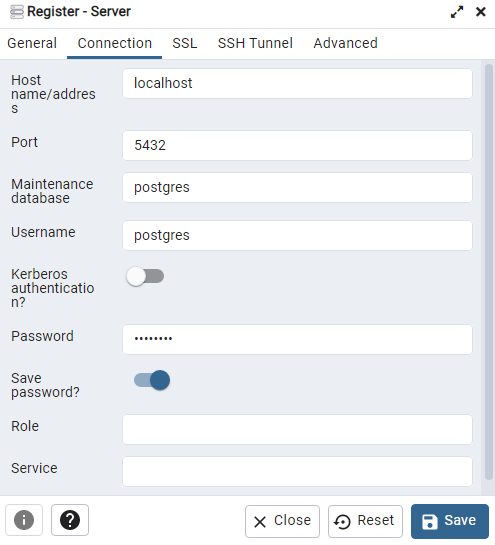 Register - Server
General Connection SSL SSH Tunnel Advanced
Host
name/addres
s
localhost
Port
5432
Maintenance
database
postgres
Username
postgres
Kerberos
authenticatio
n?
Password
••••••••
Save
password?
Role
Service
Close Reset Save